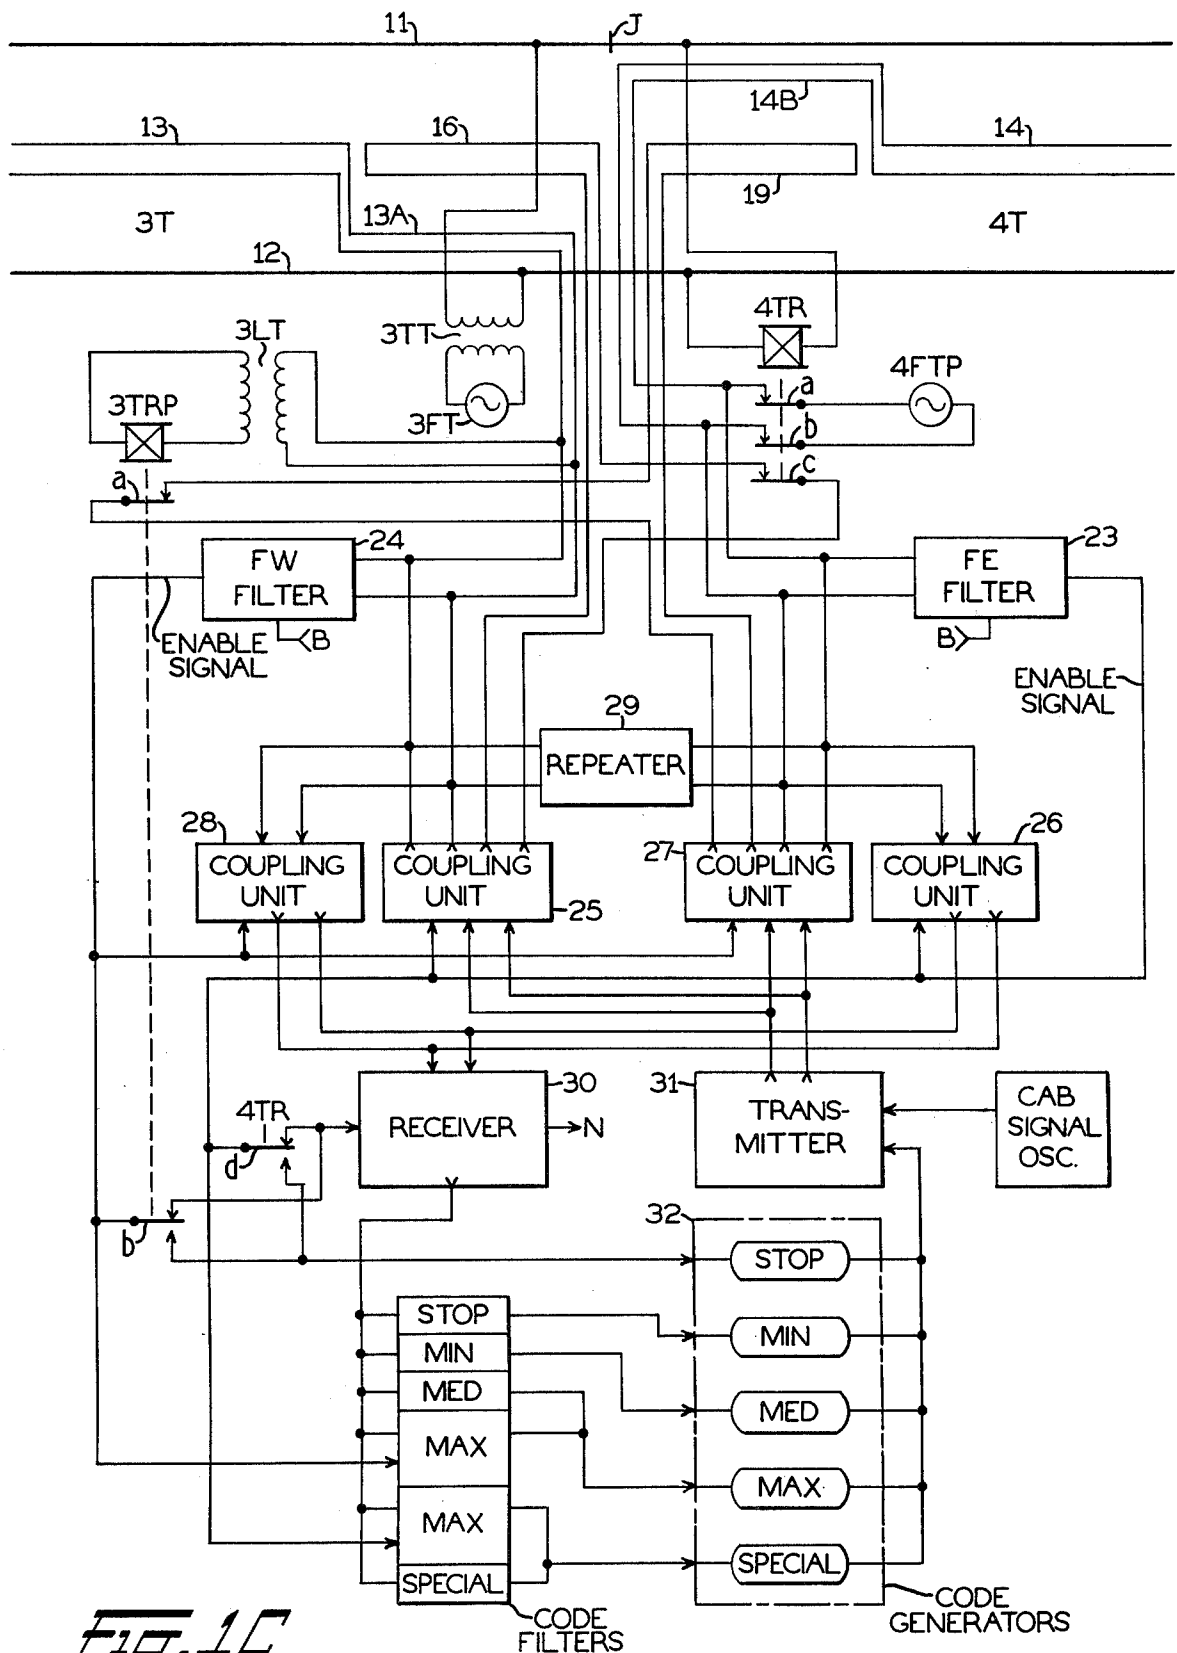 11
J
14B
13
16
14
19
3T
13A
4T
12
4TR
3LT
3TT
4FTP
3TRP
3FT
a
b
c
a
FW
FILTER
24
FE
FILTER
23
B
B
ENABLE
SIGNAL
ENABLE
SIGNAL
29
REPEATER
28
COUPLING
UNIT
COUPLING
UNIT
25
27
COUPLING
UNIT
26
COUPLING
UNIT
30
31
RECEIVER
N
TRANS-
MITTER
CAB
SIGNAL
OSC.
4TR
d
b
32
STOP
MIN
MED
MAX
SPECIAL
STOP
MIN
MED
MAX
MAX
SPECIAL
CODE
FILTERS
CODE
GENERATORS
FIG. 1C